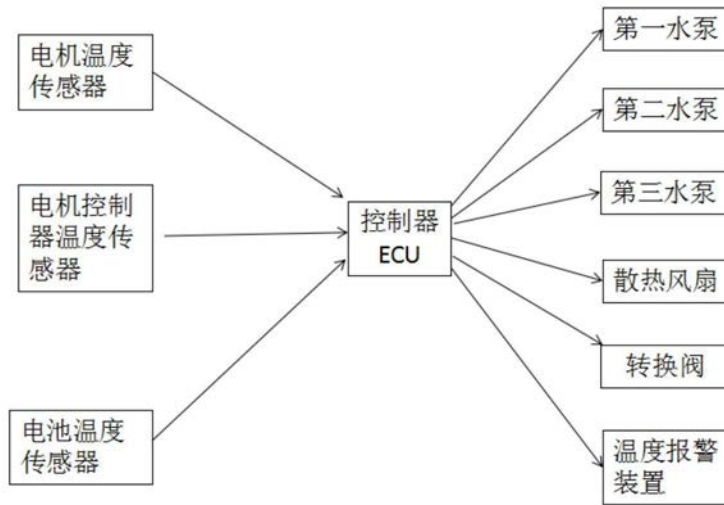 电机温度
传感器
电机控制
器温度传
感器
电池温度
传感器
控制器
ECU
第一水泵
第二水泵
第三水泵
散热风扇
转换阀
温度报警
装置